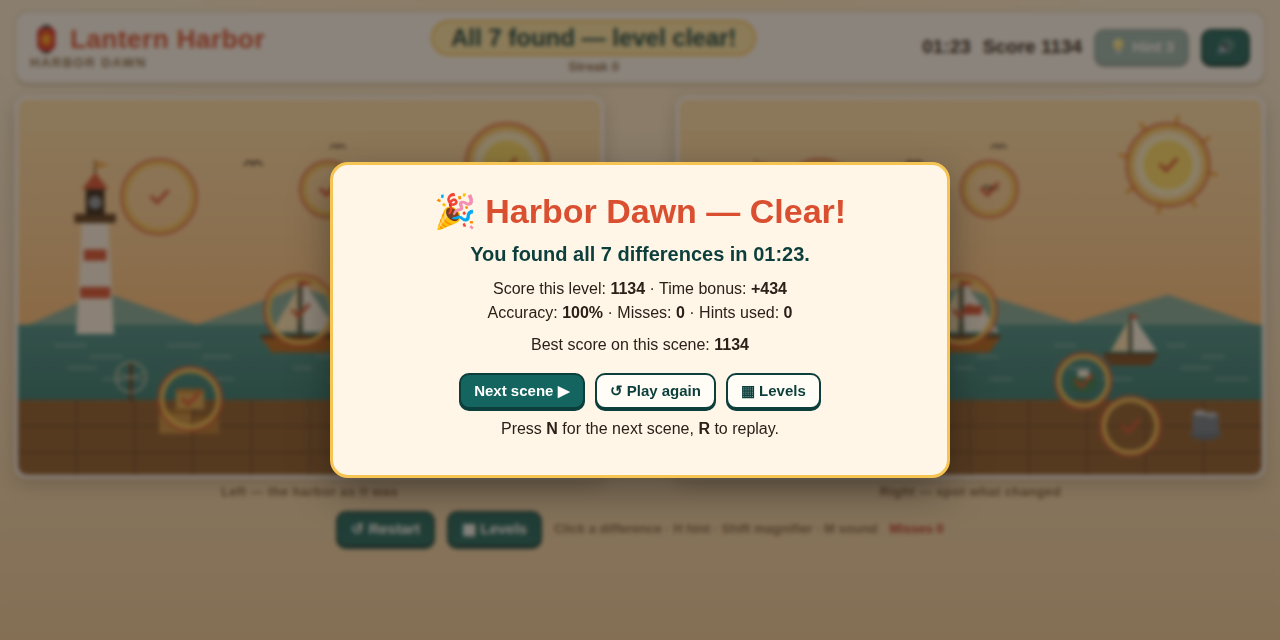 Lantern Harbor
HARBOR DAWN
All 7 found — level clear!
Streak 0
01:23 Score 1134 💡 Hint 3 🔊
🎉 Harbor Dawn — Clear!
You found all 7 differences in 01:23.
Score this level: 1134 · Time bonus: +434
Accuracy: 100% · Misses: 0 · Hints used: 0
Best score on this scene: 1134
Next scene ▶ ↺ Play again ▦ Levels
Press N for the next scene, R to replay.
Left — the harbor as it was
Right — spot what changed
↺ Restart ▦ Levels Click a difference · H hint · Shift magnifier · M sound Misses 0